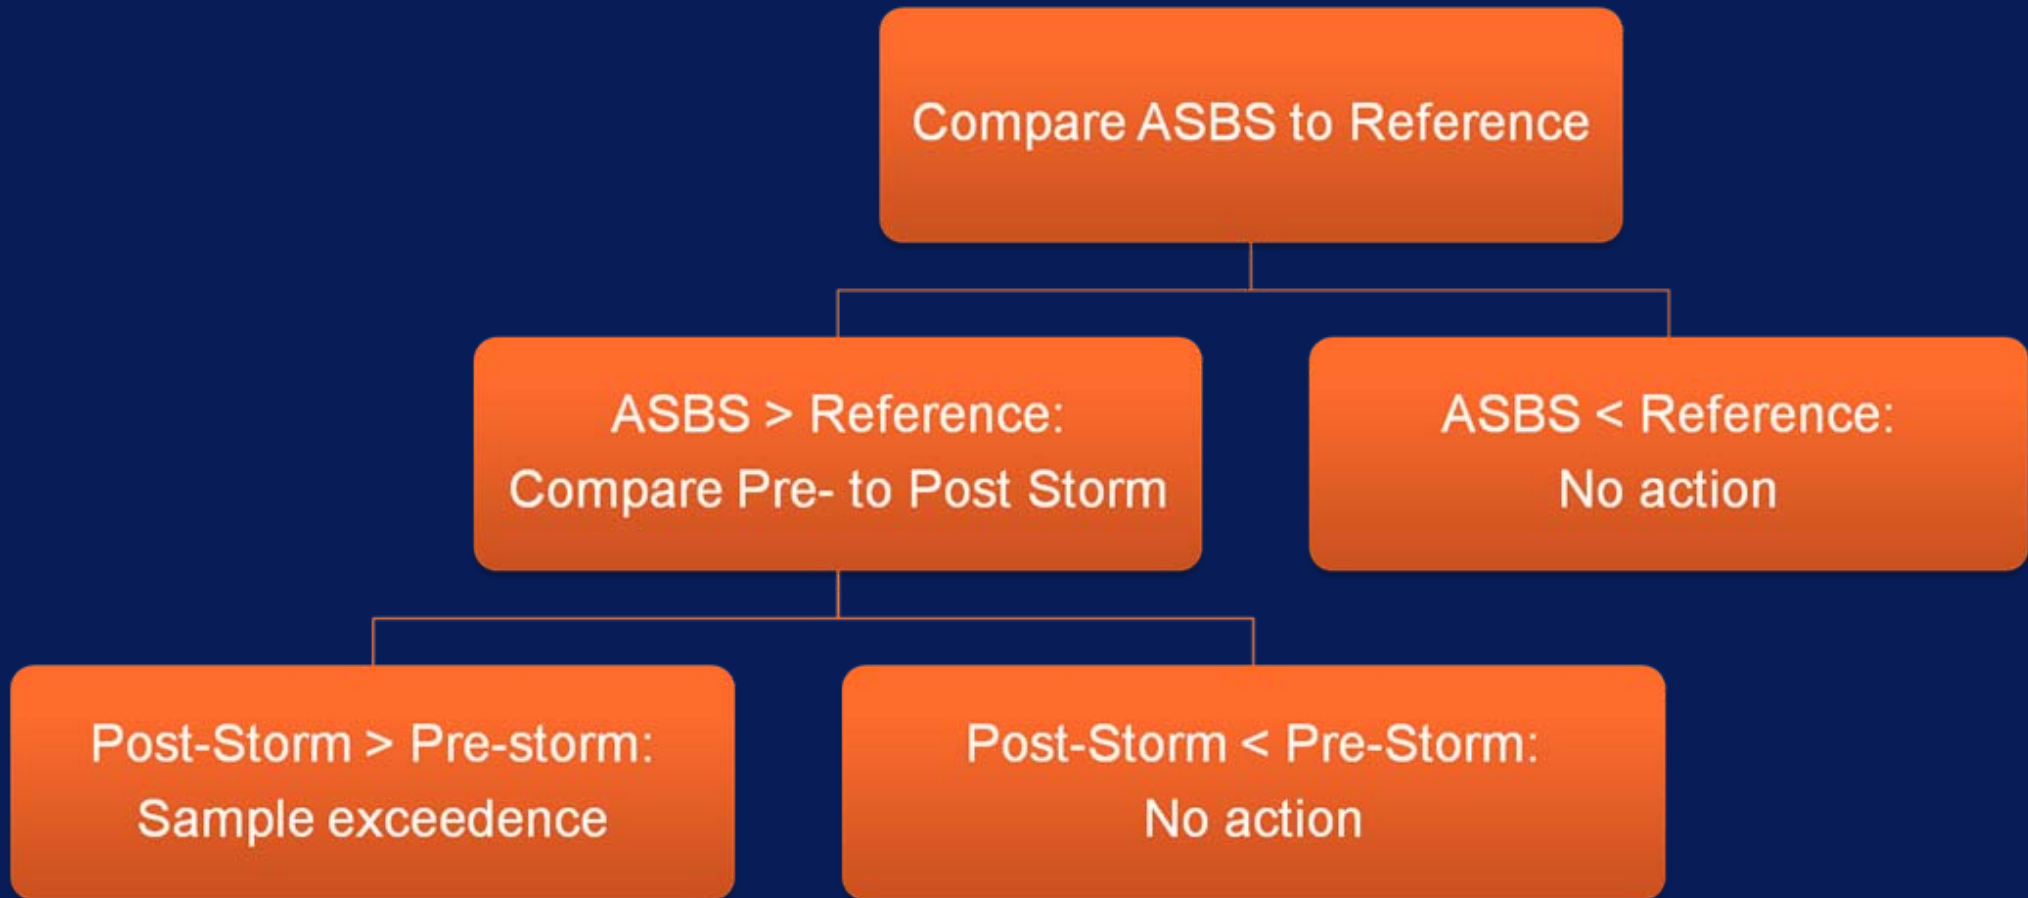 Compare ASBS to Reference
ASBS > Reference:
Compare Pre- to Post Storm
ASBS < Reference:
No action
Post-Storm > Pre-storm:
Sample exceedence
Post-Storm < Pre-Storm:
No action